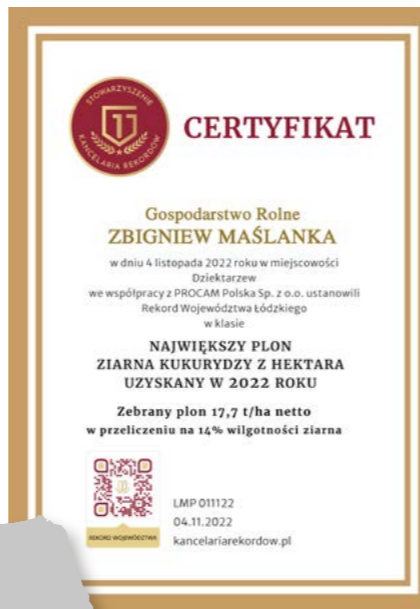 STOWARZYSZENIE
KANCELARIA REKORDÓW
CERTYFIKAT
Gospodarstwo Rolne
ZBIGNIEW MAŚLANKA
w dniu 4 listopada 2022 roku w miejscowości
Dziektarzew
we współpracy z PROCAM Polska Sp. z o.o. ustanowili
Rekord Województwa Łódzkiego
w klasie
NAJWIĘKSZY PLON
ZIARNA KUKURYDZY Z HEKTARA
UZYSKANY W 2022 ROKU
Zebrany plon 17,7 t/ha netto
w przeliczeniu na 14% wilgotności ziarna
REKORD WOJEWÓDZTWA
LMP 011122
04.11.2022
kancelariarekordow.pl